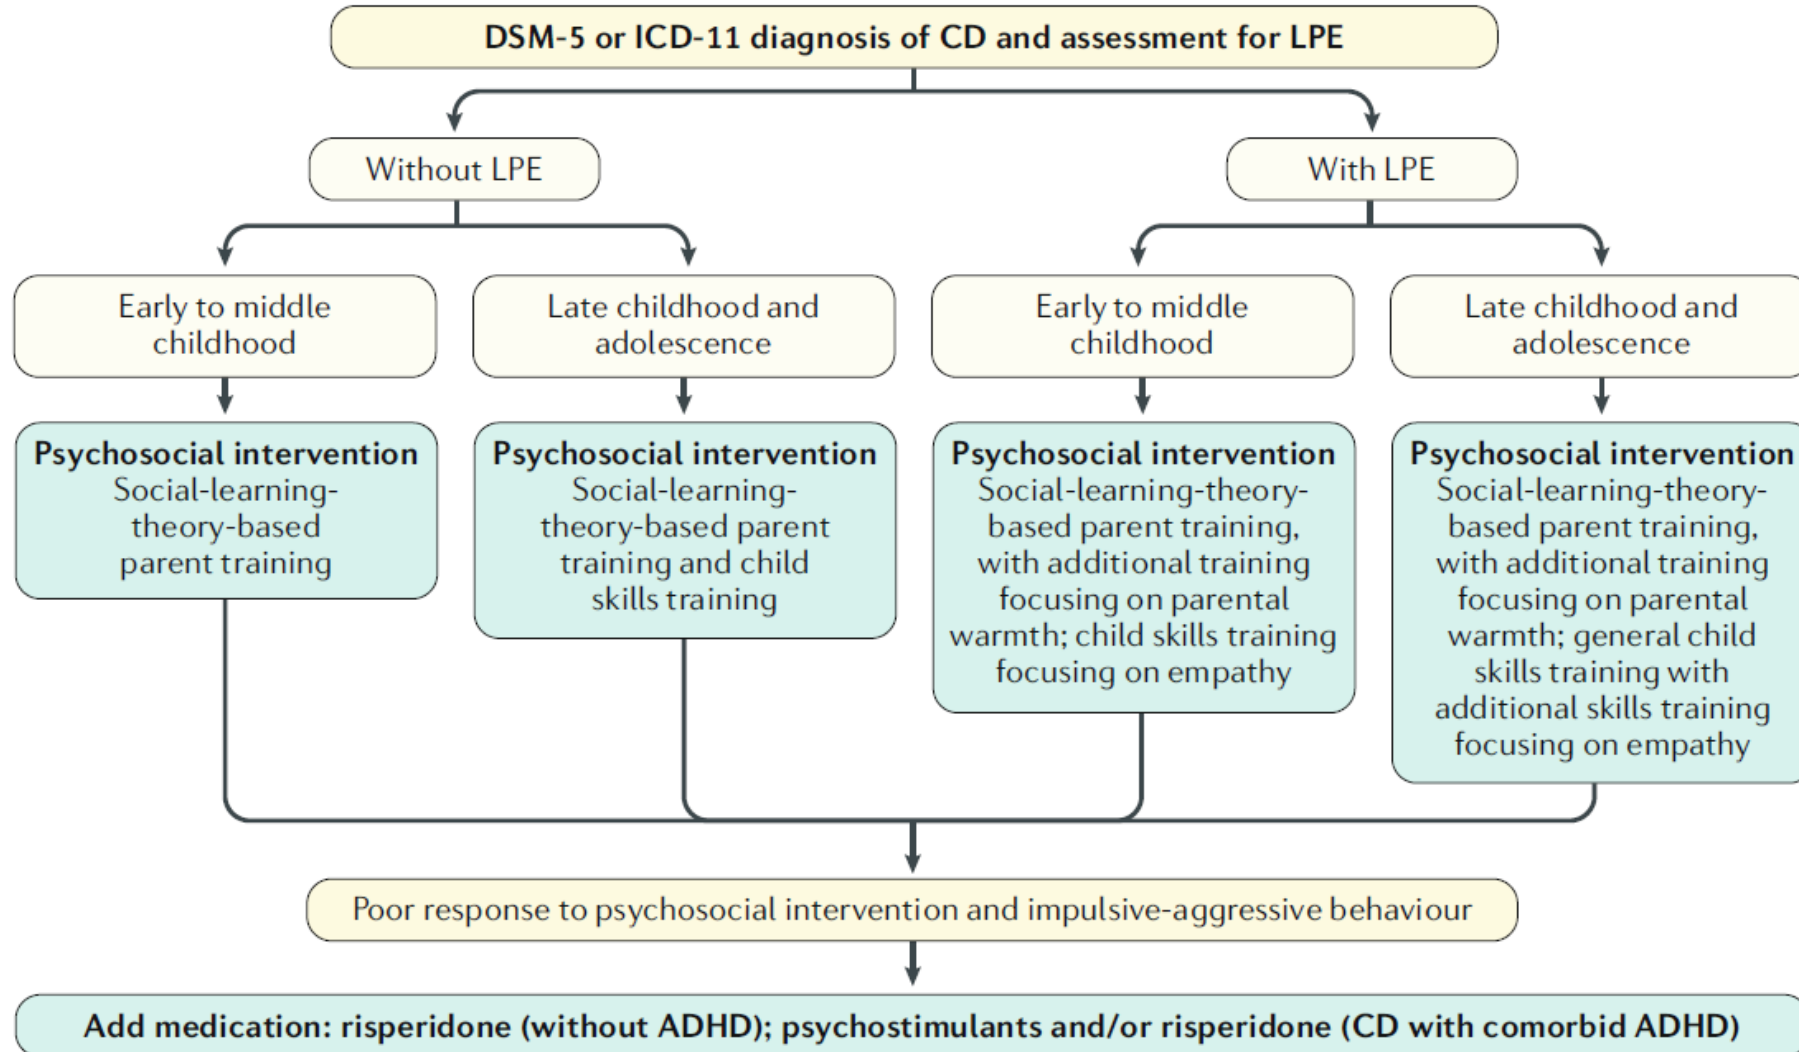 DSM-5 or ICD-11 diagnosis of CD and assessment for LPE
Without LPE
With LPE
Early to middle
childhood
Late childhood and
adolescence
Early to middle
childhood
Late childhood and
adolescence
Psychosocial intervention
Social-learning-
theory-based
parent training
Psychosocial intervention
Social-learning-
theory-based parent
training and child
skills training
Psychosocial intervention
Social-learning-theory-
based parent training,
with additional training
focusing on parental
warmth; child skills training
focusing on empathy
Psychosocial intervention
Social-learning-theory-
based parent training,
with additional training
focusing on parental
warmth; general child
skills training with
additional skills training
focusing on empathy
Poor response to psychosocial intervention and impulsive-aggressive behaviour
Add medication: risperidone (without ADHD); psychostimulants and/or risperidone (CD with comorbid ADHD)